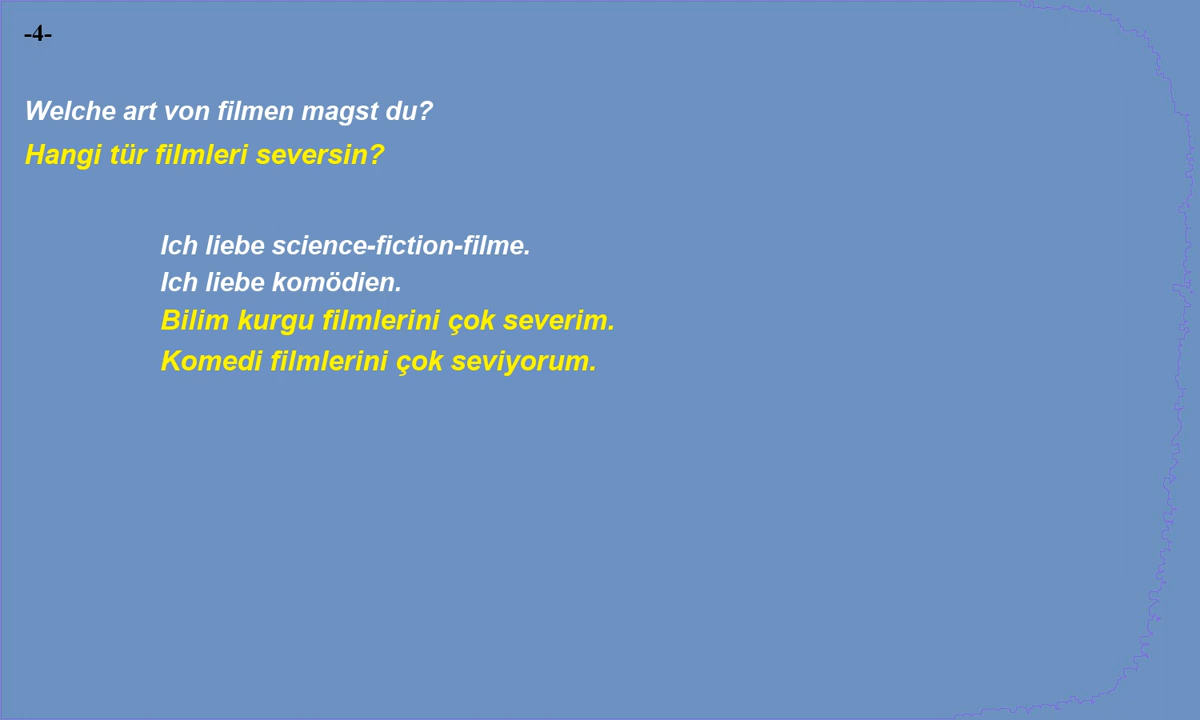 -4-
Welche art von filmen magst du?
Hangi tür filmleri seversin?
Ich liebe science-fiction-filme.
Ich liebe komödien.
Bilim kurgu filmlerini çok severim.
Komedi filmlerini çok seviyorum.